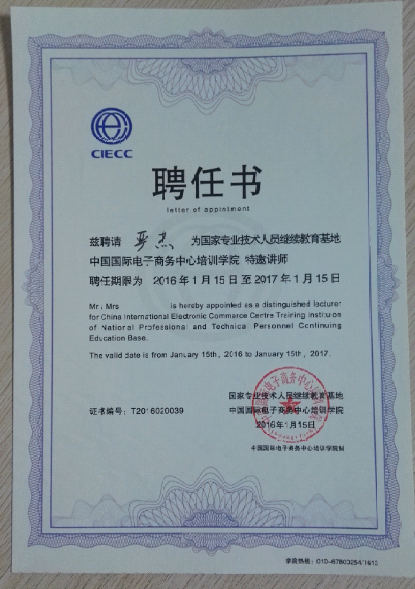 CIECC
聘任书
letter of appintment
兹聘请 严杰 为国家专业技术人员继续教育基地
中国国际电子商务中心培训学院 特邀讲师
聘任期限为 2016年1月15日至2017年1月15日
Mr / Mrs is hereby appointed as a distinguished lecturer
for China International Electronic Commerce Centre Training Institution
of National Professional and Technical Personnel Continuing
Education Base.
The valid date is from January 15th, 2016 to January 15th, 2017.
国家专业技术人员继续教育基地
证书编号：T2016020039 中国国际电子商务中心培训学院
2016年1月15日
中国国际电子商务中心培训学院制
学院热线：